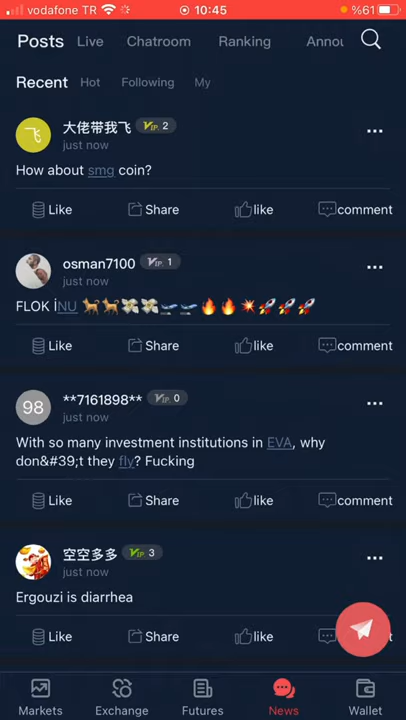 vodafone TR 10:45 %61
Posts Live Chatroom Ranking Annou
Recent Hot Following My
飞 大佬带我飞 VIP. 2
just now
How about smg coin?
Like Share like comment
osman7100 VIP. 1
just now
FLOK İNU 🐕🐕💸💸🛫🛫🔥🔥💥🚀🚀🚀
Like Share like comment
98 **7161898** VIP. 0
just now
With so many investment institutions in EVA, why
don&#39;t they fly? Fucking
Like Share like comment
空空多多 VIP. 3
just now
Ergouzi is diarrhea
Like Share like
Markets Exchange Futures News Wallet